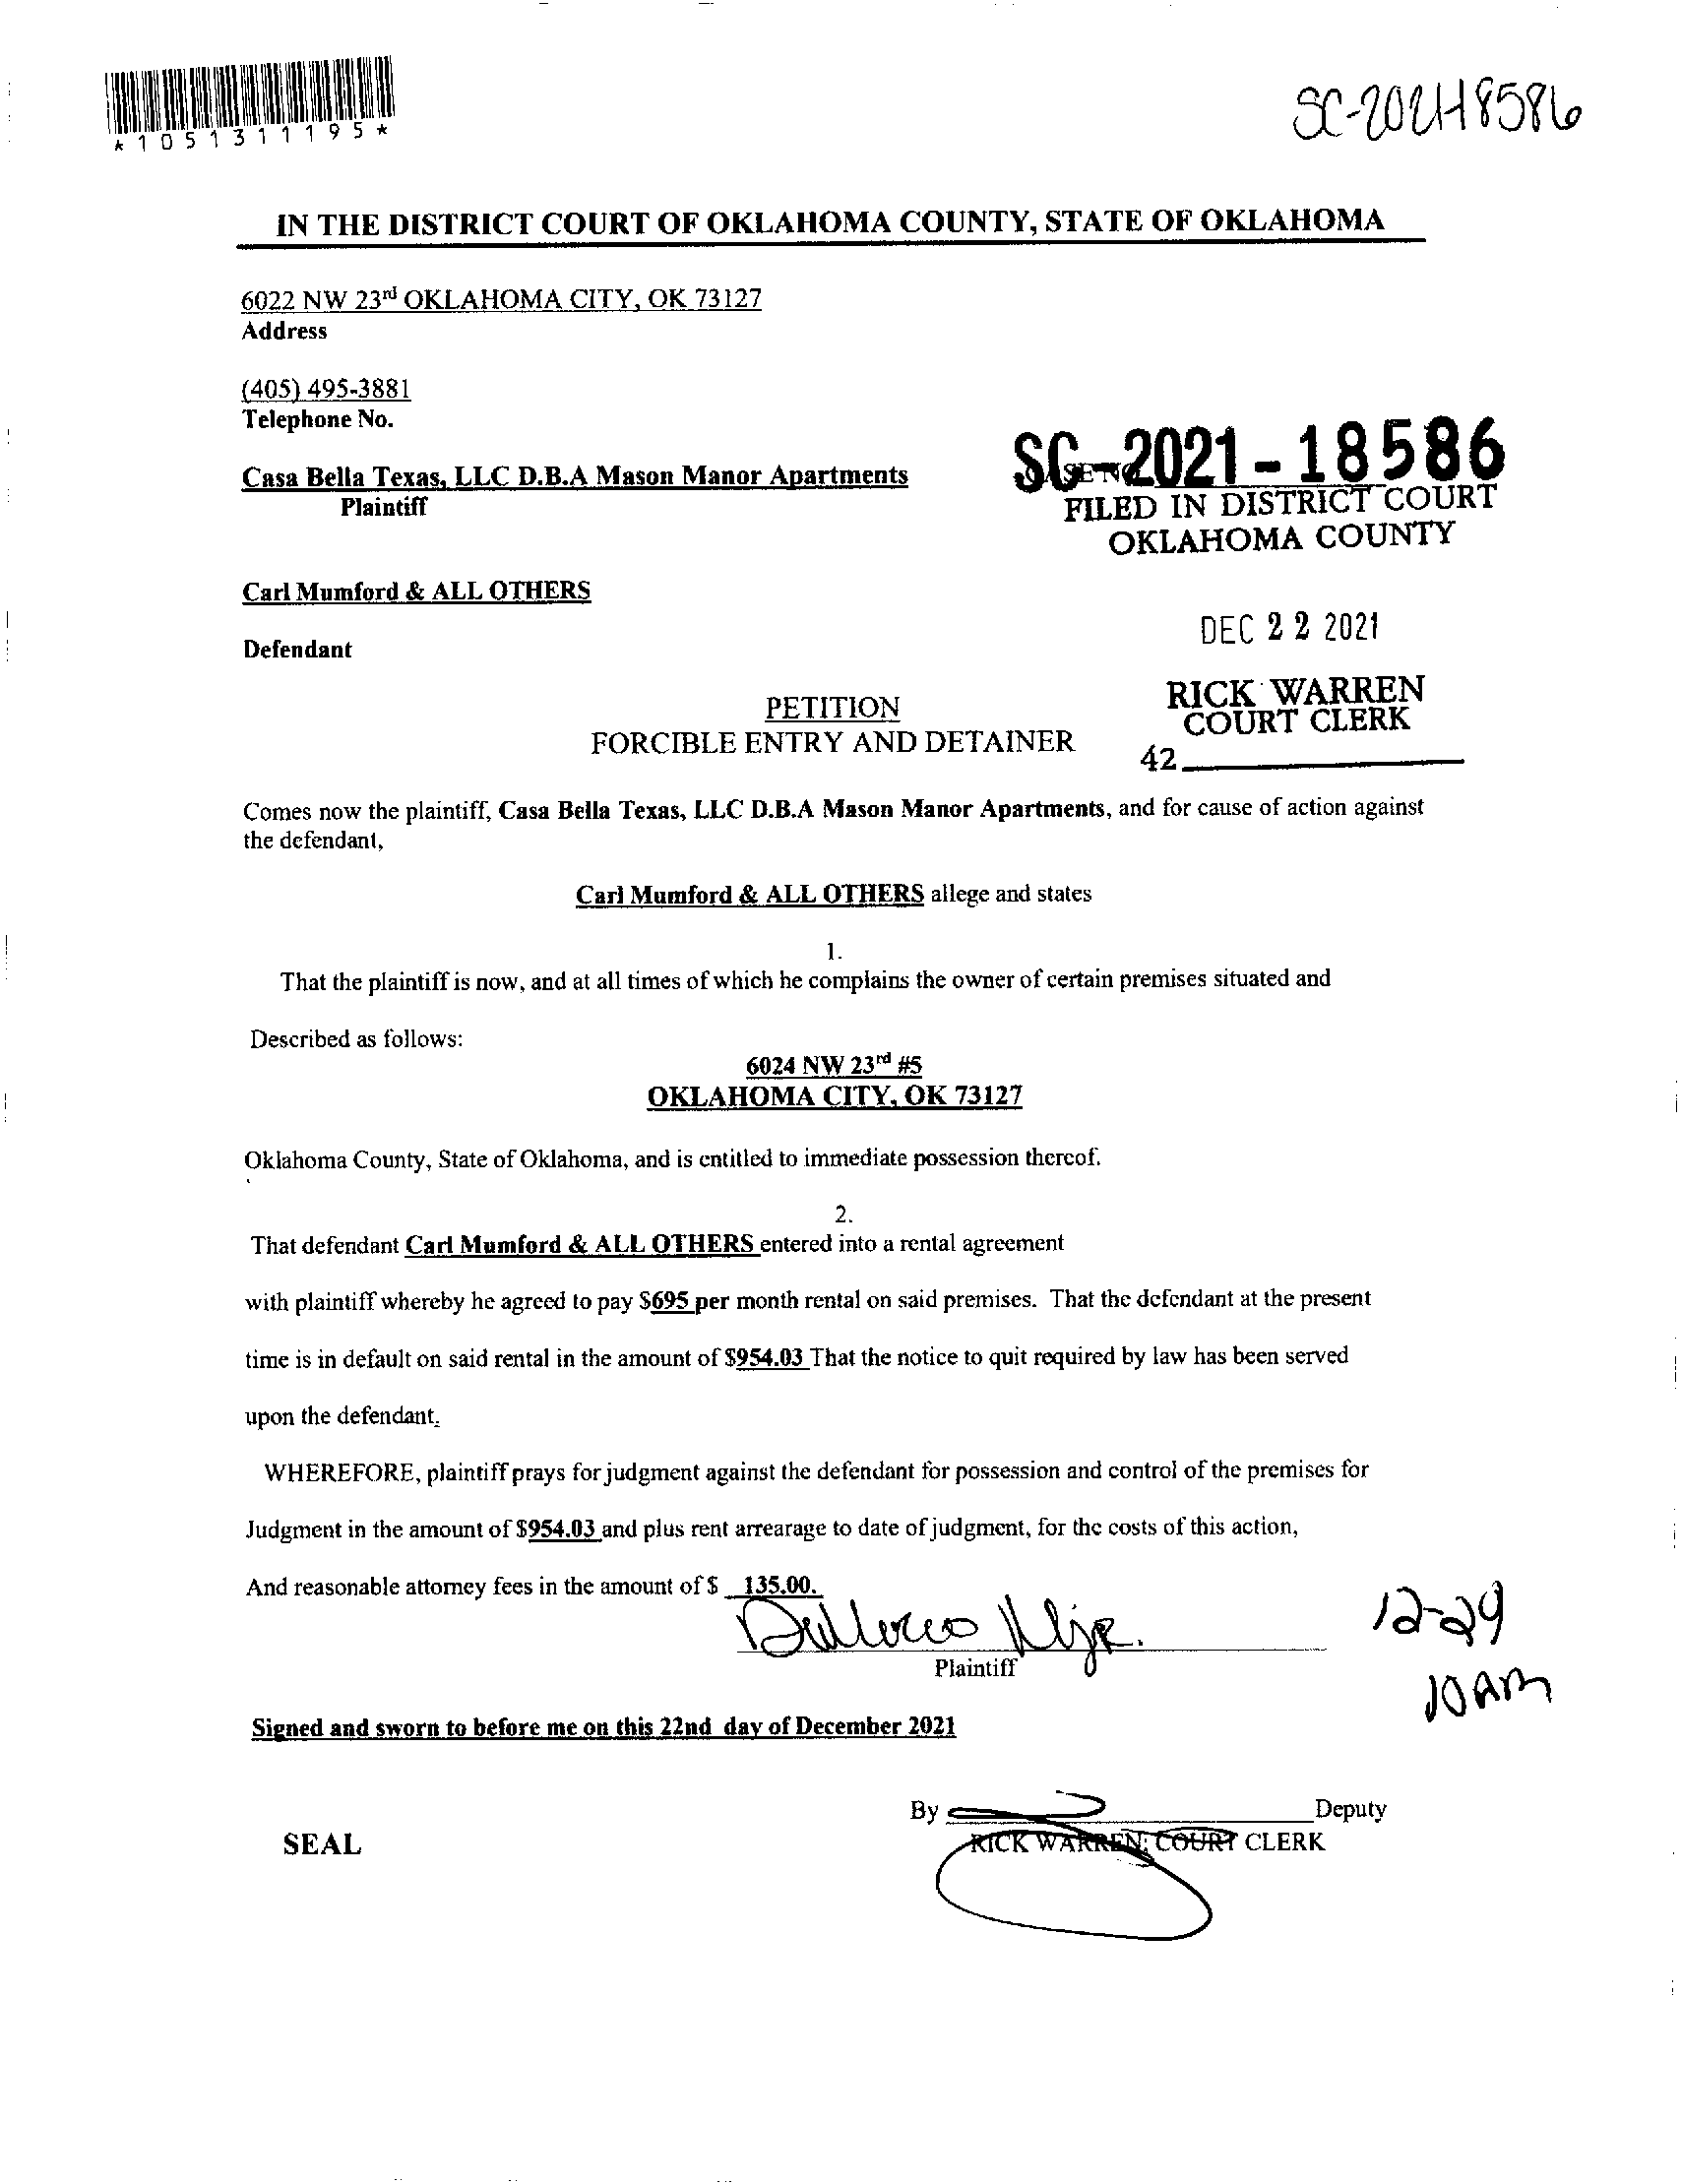 *1051311195*
SC-2021-18586
IN THE DISTRICT COURT OF OKLAHOMA COUNTY, STATE OF OKLAHOMA
6022 NW 23rd OKLAHOMA CITY, OK 73127
Address
(405) 495-3881
Telephone No.
SC-2021-18586
Casa Bella Texas, LLC D.B.A Mason Manor Apartments
Plaintiff
FILED IN DISTRICT COURT
OKLAHOMA COUNTY
Carl Mumford & ALL OTHERS
DEC 22 2021
Defendant
RICK WARREN
COURT CLERK
42
PETITION
FORCIBLE ENTRY AND DETAINER
Comes now the plaintiff, Casa Bella Texas, LLC D.B.A Mason Manor Apartments, and for cause of action against
the defendant,
Carl Mumford & ALL OTHERS allege and states
1.
That the plaintiff is now, and at all times of which he complains the owner of certain premises situated and
Described as follows:
6024 NW 23rd #5
OKLAHOMA CITY, OK 73127
Oklahoma County, State of Oklahoma, and is entitled to immediate possession thereof.
2.
That defendant Carl Mumford & ALL OTHERS entered into a rental agreement
with plaintiff whereby he agreed to pay $695 per month rental on said premises. That the defendant at the present
time is in default on said rental in the amount of $954.03 That the notice to quit required by law has been served
upon the defendant.
WHEREFORE, plaintiff prays for judgment against the defendant for possession and control of the premises for
Judgment in the amount of $954.03 and plus rent arrearage to date of judgment, for the costs of this action,
And reasonable attorney fees in the amount of $ 135.00.
12-29
Plaintiff
10 AM
Signed and sworn to before me on this 22nd day of December 2021
By Deputy
SEAL
RICK WARREN, COURT CLERK